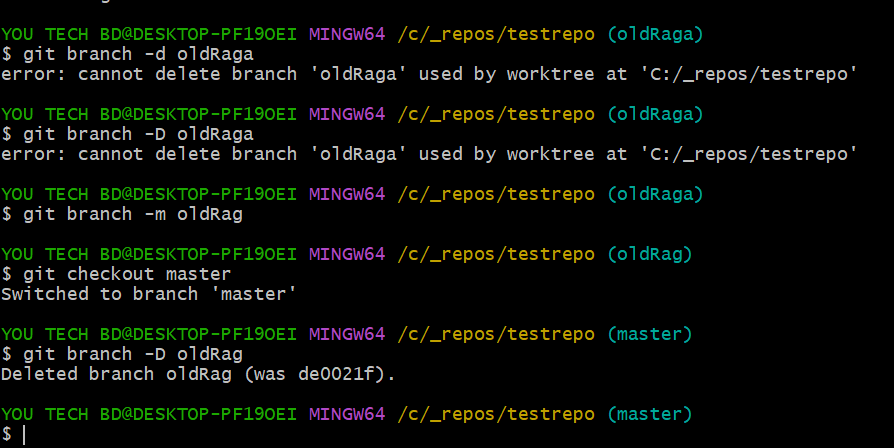 YOU TECH BD@DESKTOP-PF19OEI MINGW64 /c/_repos/testrepo (oldRaga)
$ git branch -d oldRaga
error: cannot delete branch 'oldRaga' used by worktree at 'C:/_repos/testrepo'
YOU TECH BD@DESKTOP-PF19OEI MINGW64 /c/_repos/testrepo (oldRaga)
$ git branch -D oldRaga
error: cannot delete branch 'oldRaga' used by worktree at 'C:/_repos/testrepo'
YOU TECH BD@DESKTOP-PF19OEI MINGW64 /c/_repos/testrepo (oldRaga)
$ git branch -m oldRag
YOU TECH BD@DESKTOP-PF19OEI MINGW64 /c/_repos/testrepo (oldRag)
$ git checkout master
Switched to branch 'master'
YOU TECH BD@DESKTOP-PF19OEI MINGW64 /c/_repos/testrepo (master)
$ git branch -D oldRag
Deleted branch oldRag (was de0021f).
YOU TECH BD@DESKTOP-PF19OEI MINGW64 /c/_repos/testrepo (master)
$